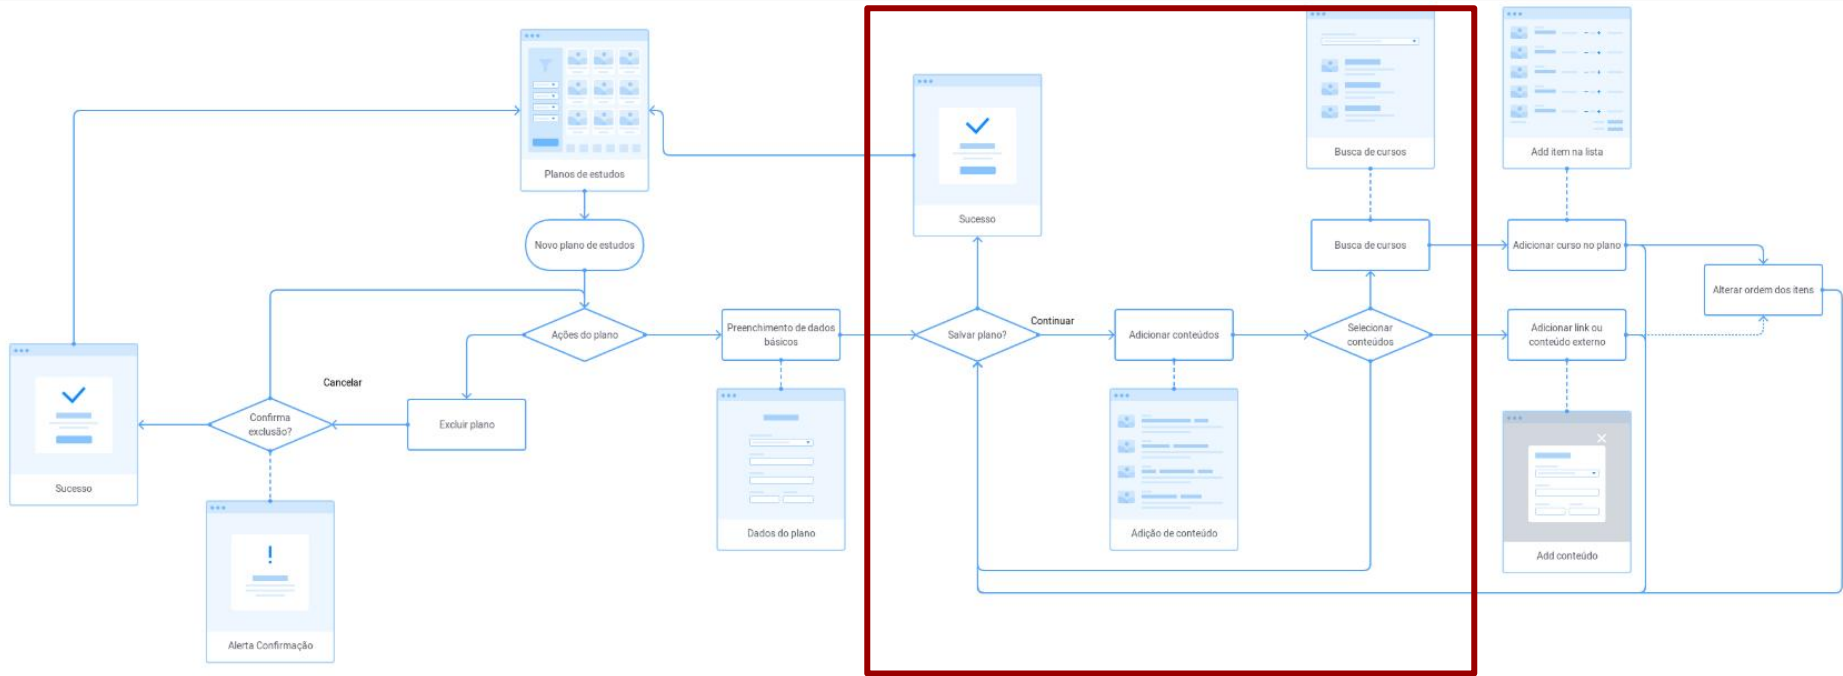 Busca de cursos
Add item na lista
Planos de estudos
Sucesso
Novo plano de estudos
Busca de cursos
Adicionar curso no plano
Alterar ordem dos itens
Ações do plano
Preenchimento de dados
básicos
Salvar plano?
Continuar
Adicionar conteúdos
Selecionar
conteúdos
Adicionar link ou
conteúdo externo
Cancelar
Confirma
exclusão?
Excluir plano
Sucesso
Dados do plano
Adição de conteúdo
Add conteúdo
!
Alerta Confirmação